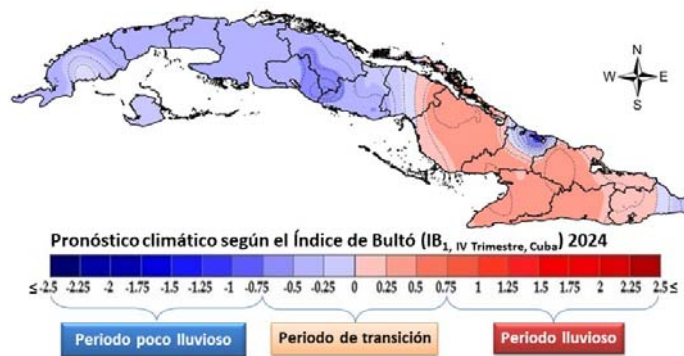 N
W E
S
Pronóstico climático según el Índice de Bultó (IB1, IV Trimestre, Cuba) 2024
≤ -2.5 -2.25 -2 -1.75 -1.5 -1.25 -1 -0.75 -0.5 -0.25 0 0.25 0.5 0.75 1 1.25 1.5 1.75 2 2.25 2.5 ≤
Periodo poco lluvioso Periodo de transición Periodo lluvioso